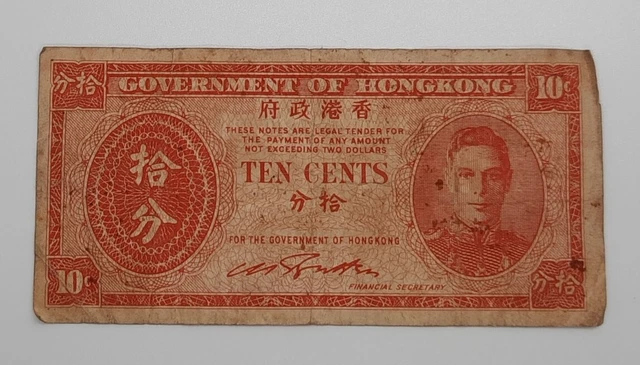 分拾 GOVERNMENT OF HONGKONG 10¢
府政港香
THESE NOTES ARE LEGAL TENDER FOR
THE PAYMENT OF ANY AMOUNT
NOT EXCEEDING TWO DOLLARS
拾分
TEN CENTS
分拾
FOR THE GOVERNMENT OF HONGKONG
FINANCIAL SECRETARY
10¢ 分拾